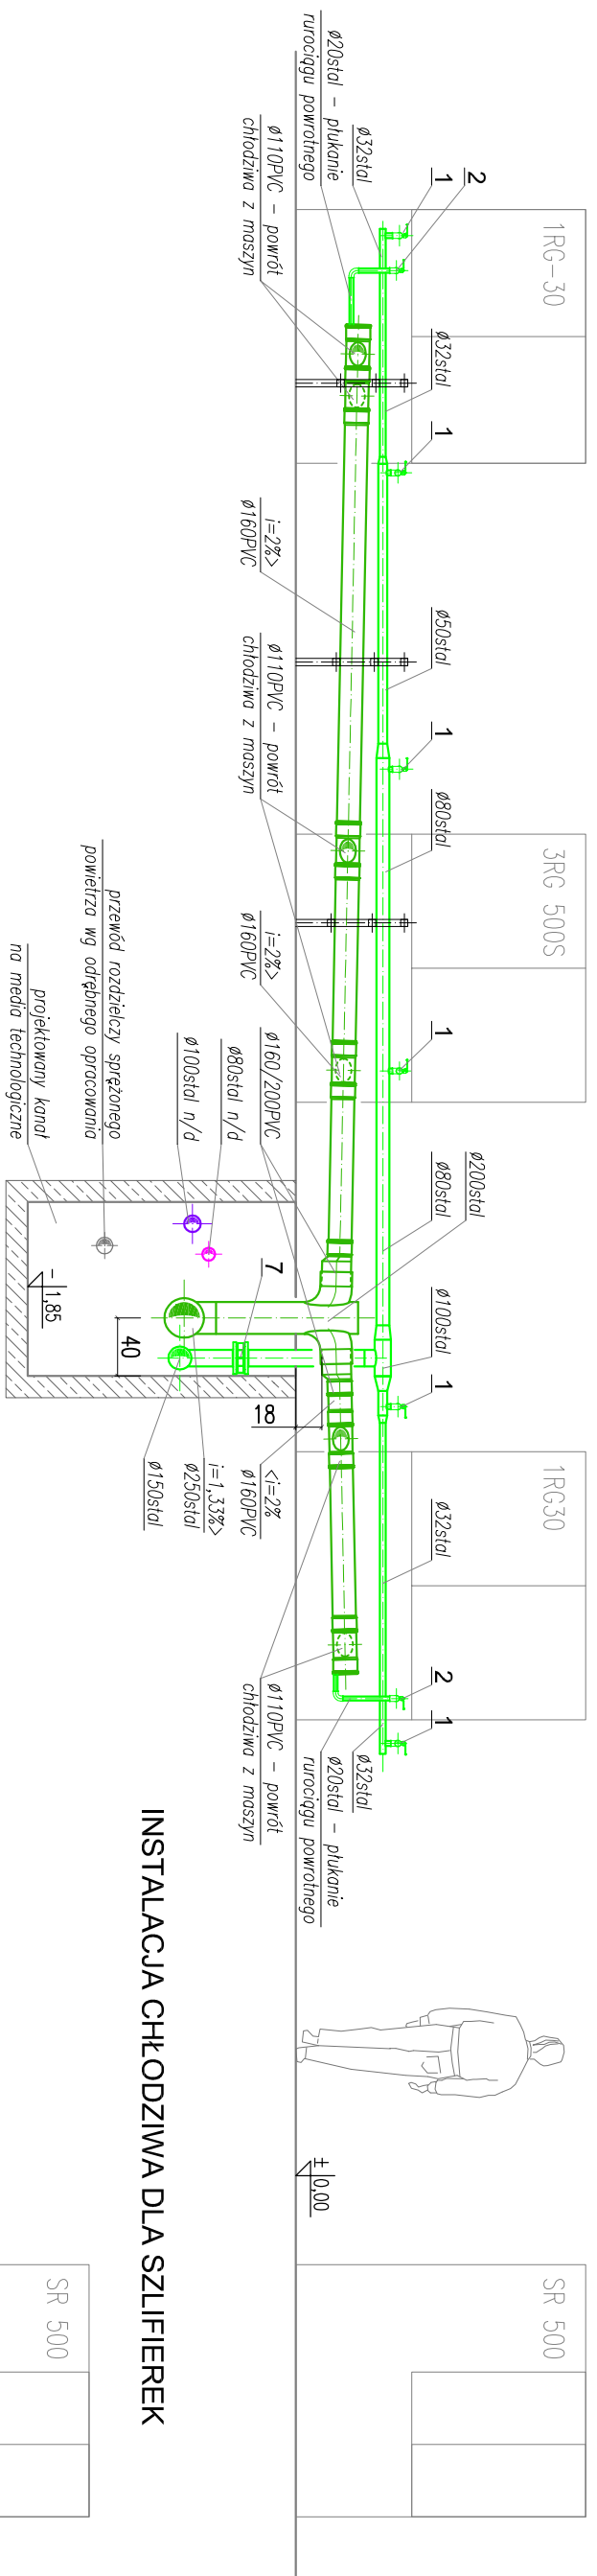 1RG-30
3RG 500S
1RG30
SR 500
SR 500
2
1
ø32stal
ø20stal - płukanie
rurociągu powrotnego
ø110PVC - powrót
chłodziwa z maszyn
ø32stal
1
i=2%>
ø160PVC
ø50stal
ø110PVC - powrót
chłodziwa z maszyn
1
ø80stal
i=2%>
ø160PVC
1
ø160/200PVC
ø80stal n/d
ø100stal n/d
przewód rozdzielczy sprężonego
powietrza wg odrębnego opracowania
projektowany kanał
na media technologiczne
ø200stal
ø80stal
ø100stal
1
7
- 1,85
40
18
<i=2%
ø160PVC
i=1,33%>
ø250stal
ø150stal
ø32stal
2
1
ø32stal
ø20stal - płukanie
rurociągu powrotnego
ø110PVC - powrót
chłodziwa z maszyn
± 0,00
INSTALACJA CHŁODZIWA DLA SZLIFIEREK